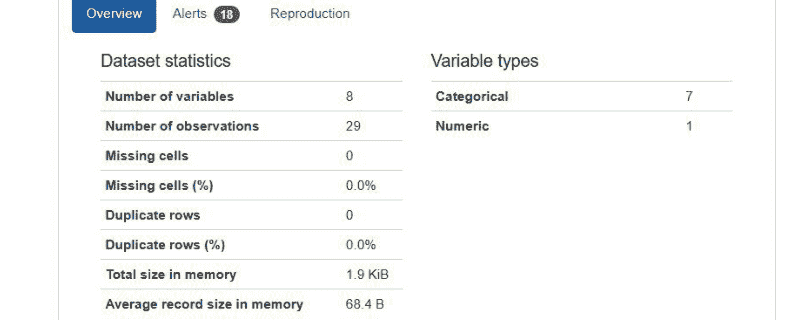 Overview Alerts 18 Reproduction
Dataset statistics
Number of variables 8
Number of observations 29
Missing cells 0
Missing cells (%) 0.0%
Duplicate rows 0
Duplicate rows (%) 0.0%
Total size in memory 1.9 KiB
Average record size in memory 68.4 B
Variable types
Categorical 7
Numeric 1